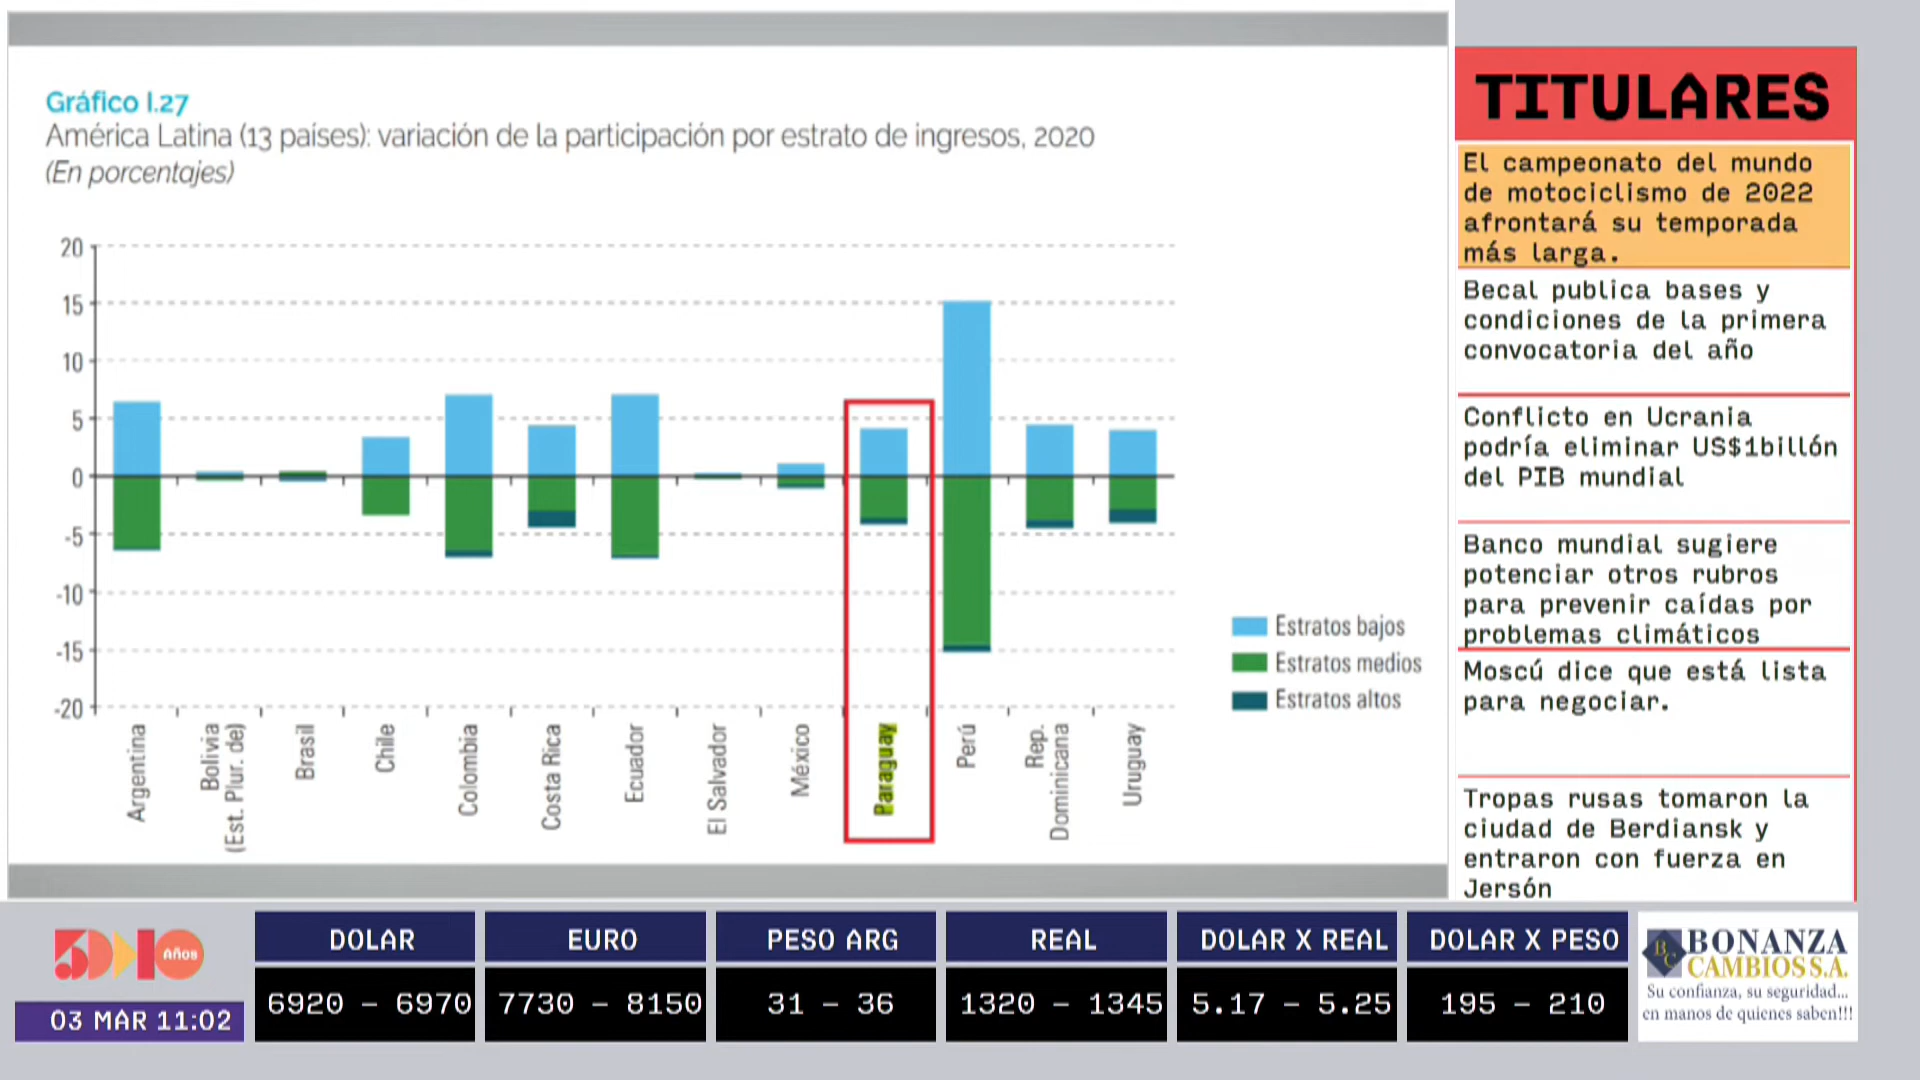 Gráfico I.27
América Latina (13 países): variación de la participación por estrato de ingresos, 2020
(En porcentajes)
20
15
10
5
0
-5
-10
-15
-20
Argentina
Bolivia
(Est. Plur. de)
Brasil
Chile
Colombia
Costa Rica
Ecuador
El Salvador
México
Paraguay
Perú
Rep.
Dominicana
Uruguay
Estratos bajos
Estratos medios
Estratos altos
TITULARES
El campeonato del mundo
de motociclismo de 2022
afrontará su temporada
más larga.
Becal publica bases y
condiciones de la primera
convocatoria del año
Conflicto en Ucrania
podría eliminar US$1billón
del PIB mundial
Banco mundial sugiere
potenciar otros rubros
para prevenir caídas por
problemas climáticos
Moscú dice que está lista
para negociar.
Tropas rusas tomaron la
ciudad de Berdiansk y
entraron con fuerza en
Jersón
5D10 Años
03 MAR 11:02
DOLAR
6920 - 6970
EURO
7730 - 8150
PESO ARG
31 - 36
REAL
1320 - 1345
DOLAR X REAL
5.17 - 5.25
DOLAR X PESO
195 - 210
BC BONANZA
CAMBIOS S.A.
Su confianza, su seguridad...
en manos de quienes saben!!!